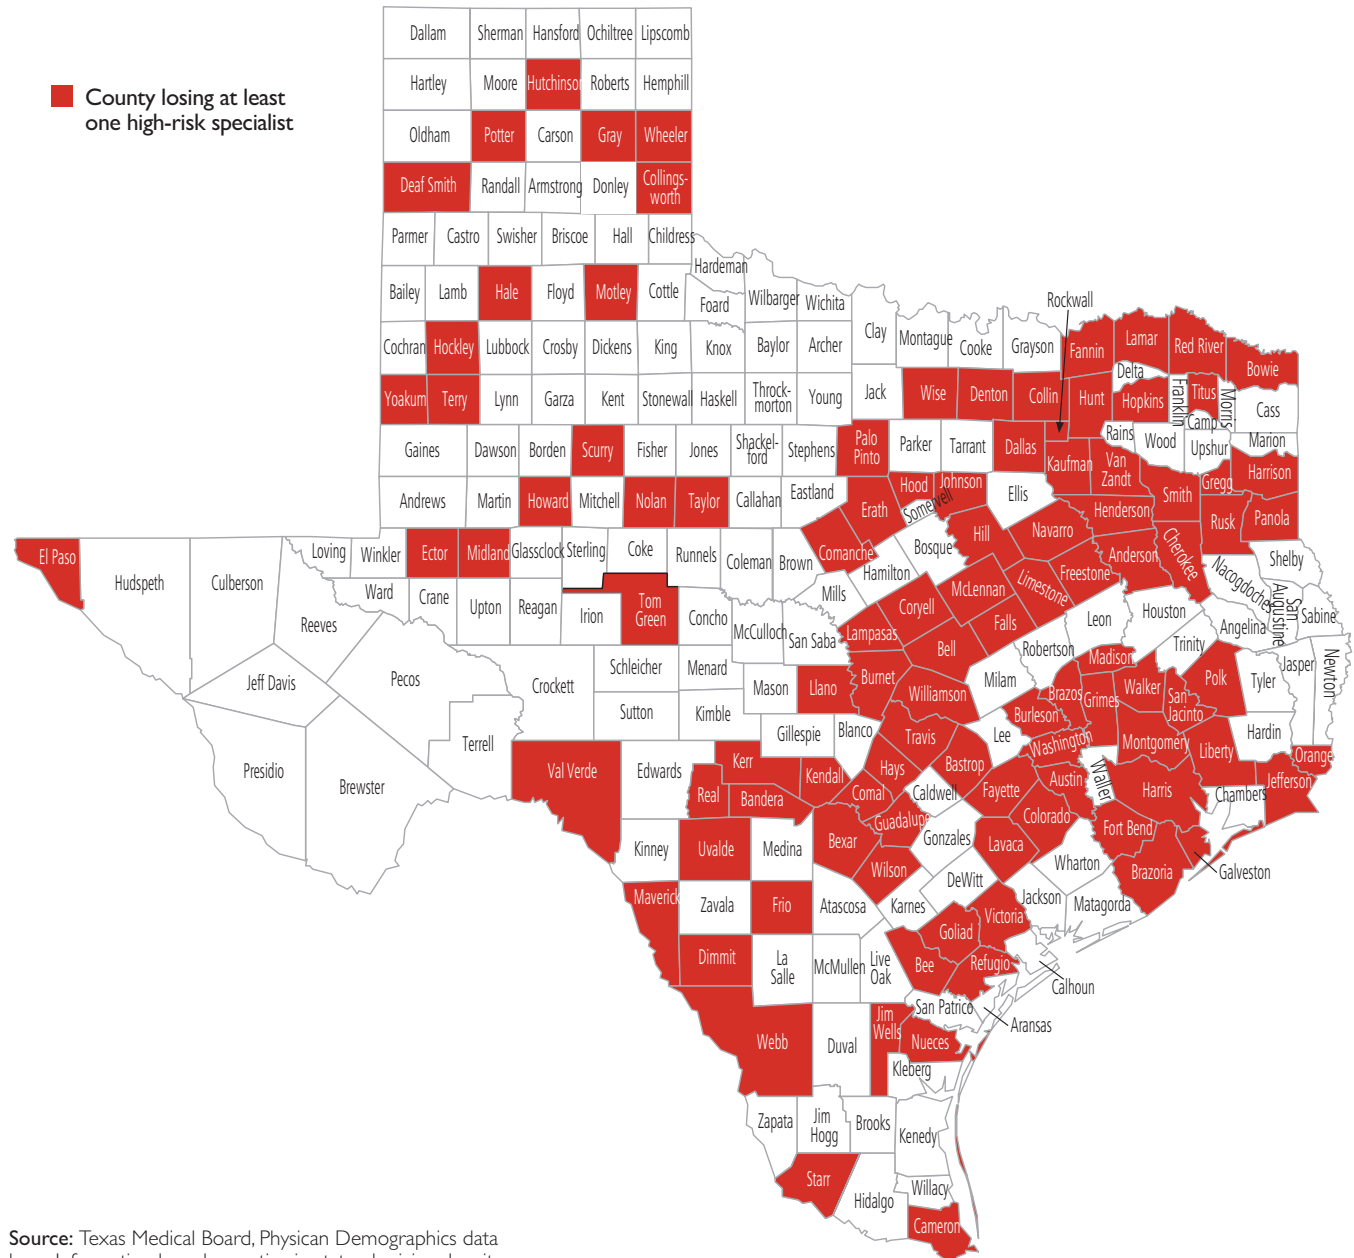 County losing at least
one high-risk specialist
Dallam Sherman Hansford Ochiltree Lipscomb
Hartley Moore Hutchinson Roberts Hemphill
Oldham Potter Carson Gray Wheeler
Deaf Smith Randall Armstrong Donley Collings-
worth
Parmer Castro Swisher Briscoe Hall Childress
Hardeman
Bailey Lamb Hale Floyd Motley Cottle Foard Wilbarger Wichita
Rockwall
Cochran Hockley Lubbock Crosby Dickens King Knox Baylor Archer Clay Montague Cooke Grayson Fannin Lamar Red River Bowie
Delta
Yoakum Terry Lynn Garza Kent Stonewall Haskell Throck-
morton Young Jack Wise Denton Collin Hunt Hopkins Franklin Titus Morris Cass
Camp
Gaines Dawson Borden Scurry Fisher Jones Shackel-
ford Stephens Palo
Pinto Parker Tarrant Dallas Kaufman Rains Wood Upshur Marion
Van
Zandt Smith Gregg Harrison
Andrews Martin Howard Mitchell Nolan Taylor Callahan Eastland Erath Hood Somervell Johnson Ellis Henderson Rusk Panola
El Paso Hudspeth Culberson Loving Winkler Ector Midland Glassclock Sterling Coke Runnels Coleman Brown Comanche Bosque Hill Navarro Anderson Cherokee Shelby
Hamilton Freestone Nacogdoches
Reeves Ward Crane Upton Reagan Irion Tom
Green Concho McCulloch San Saba Mills Lampasas Coryell McLennan Limestone Falls Leon Houston Angelina San
Augustine Sabine
Jeff Davis Pecos Crockett Schleicher Menard Mason Llano Burnet Bell Milam Robertson Madison Trinity Polk Tyler Jasper Newton
Sutton Kimble Williamson Burleson Brazos Grimes Walker San
Jacinto
Presidio Brewster Terrell Val Verde Edwards Gillespie Blanco Travis Lee Washington Montgomery Liberty Hardin Orange
Kerr Kendall Hays Bastrop Austin Waller Harris Jefferson
Real Bandera Comal Caldwell Fayette Colorado Chambers
Guadalupe Fort Bend
Kinney Uvalde Medina Bexar Gonzales Lavaca Wharton Brazoria Galveston
Wilson
Maverick Zavala Frio Atascosa Karnes DeWitt Jackson Matagorda
Victoria
Goliad
Dimmit La
Salle McMullen Live
Oak Bee Refugio
Calhoun
San Patrico
Aransas
Webb Duval Jim
Wells Nueces
Kleberg
Zapata Jim
Hogg Brooks Kenedy
Starr Hidalgo Willacy
Cameron
Source: Texas Medical Board, Physican Demographics data